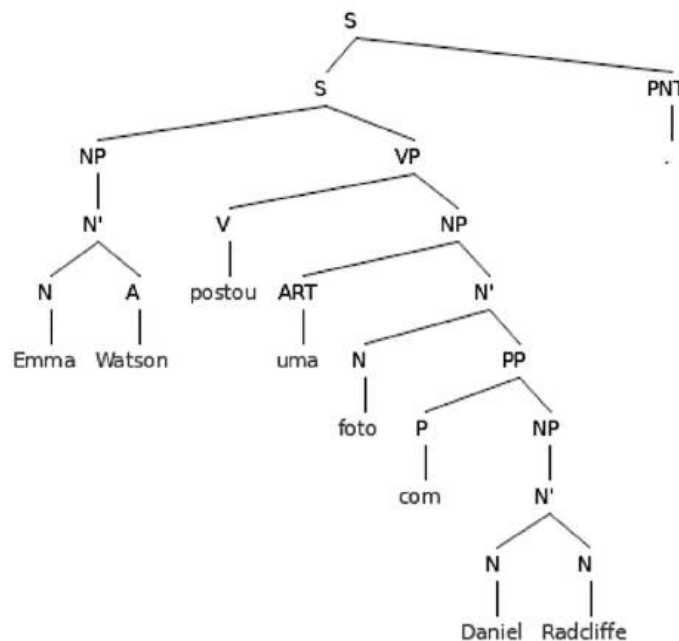 S
S PNT
NP VP .
N' V NP
N A postou ART N'
Emma Watson uma N PP
foto P NP
com N'
N N
Daniel Radcliffe